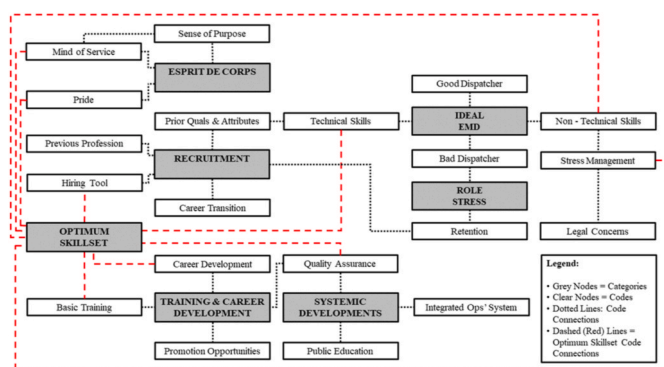 Sense of Purpose
Mind of Service
ESPRIT DE CORPS
Good Dispatcher
Pride
Prior Quals & Attributes
Technical Skills
IDEAL
EMD
Non - Technical Skills
Previous Profession
RECRUITMENT
Bad Dispatcher
Stress Management
Hiring Tool
ROLE
STRESS
Career Transition
OPTIMUM
SKILLSET
Retention
Legal Concerns
Career Development
Quality Assurance
Basic Training
TRAINING & CAREER
DEVELOPMENT
SYSTEMIC
DEVELOPMENTS
Integrated Ops' System
Promotion Opportunities
Public Education
Legend:
• Grey Nodes = Categories
• Clear Nodes = Codes
• Dotted Lines: Code
Connections
• Dashed (Red) Lines =
Optimum Skillset Code
Connections